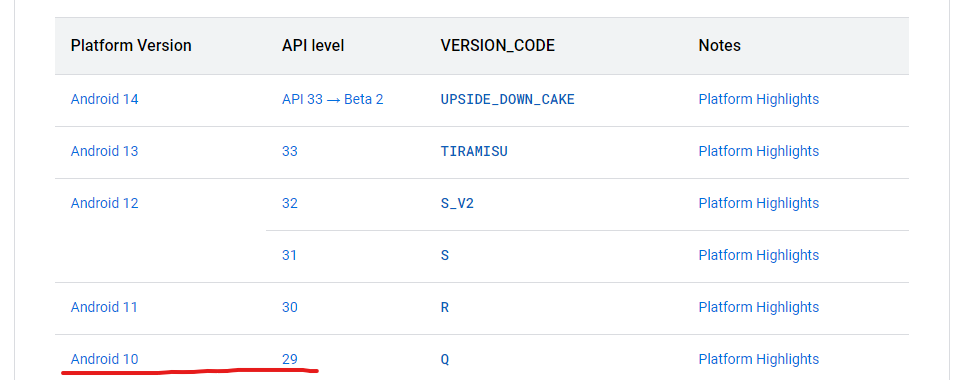 Platform Version API level VERSION_CODE Notes
Android 14 API 33 → Beta 2 UPSIDE_DOWN_CAKE Platform Highlights
Android 13 33 TIRAMISU Platform Highlights
Android 12 32 S_V2 Platform Highlights
31 S Platform Highlights
Android 11 30 R Platform Highlights
Android 10 29 Q Platform Highlights